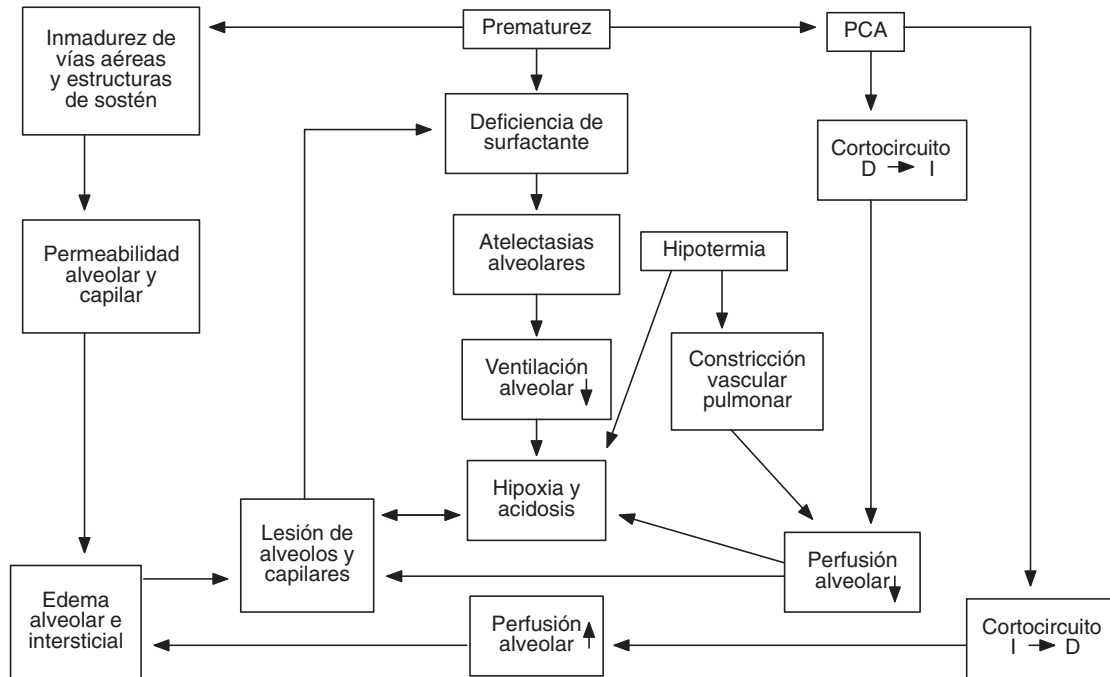 Inmadurez de
vías aéreas
y estructuras
de sostén
Prematurez
PCA
Deficiencia de
surfactante
Cortocircuito
D → I
Permeabilidad
alveolar y
capilar
Atelectasias
alveolares
Hipotermia
Ventilación
alveolar ↓
Constricción
vascular
pulmonar
Hipoxia y
acidosis
Lesión de
alveolos y
capilares
Perfusión
alveolar ↓
Edema
alveolar e
intersticial
Perfusión
alveolar ↑
Cortocircuito
I → D